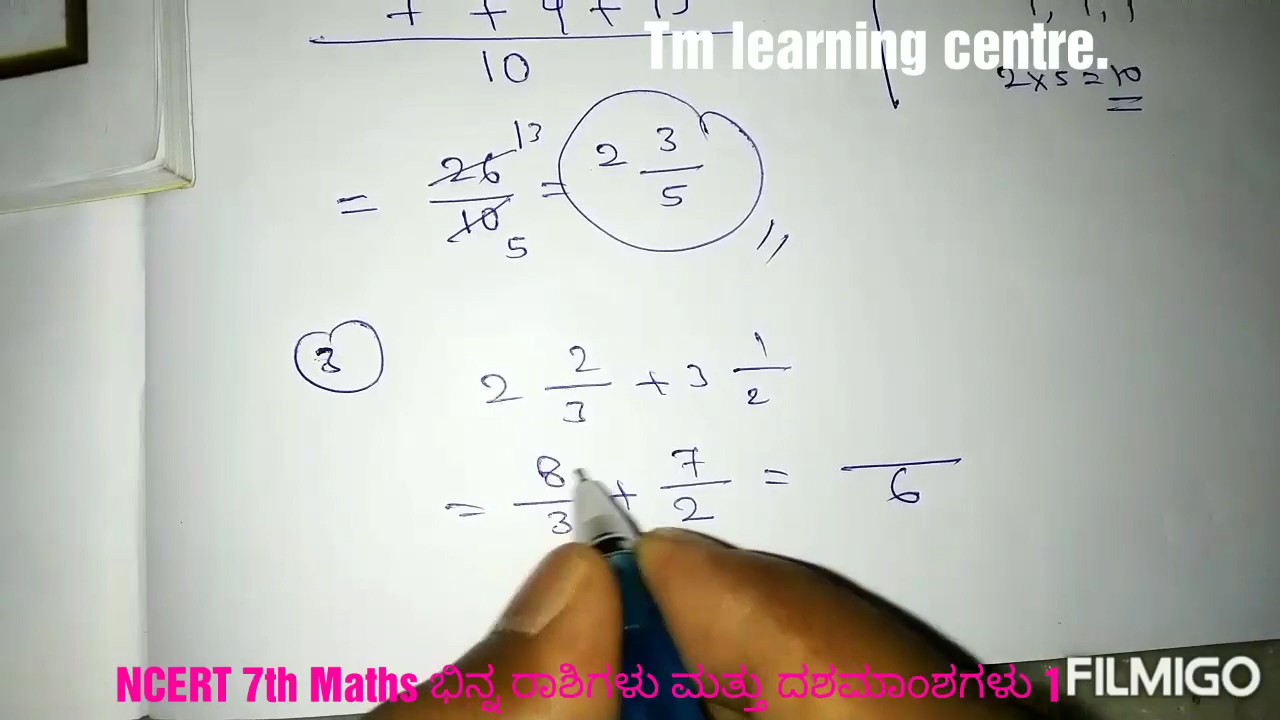 Tm learning centre.
10
2 x 5 = 10
= 26/10 13 5 = 2 3/5 ,,
3
2 2/3 + 3 1/2
= 8/3 + 7/2 = /6
NCERT 7th Maths ಭಿನ್ನ ರಾಶಿಗಳು ಮತ್ತು ದಶಮಾಂಶಗಳು 1
FILMIGO